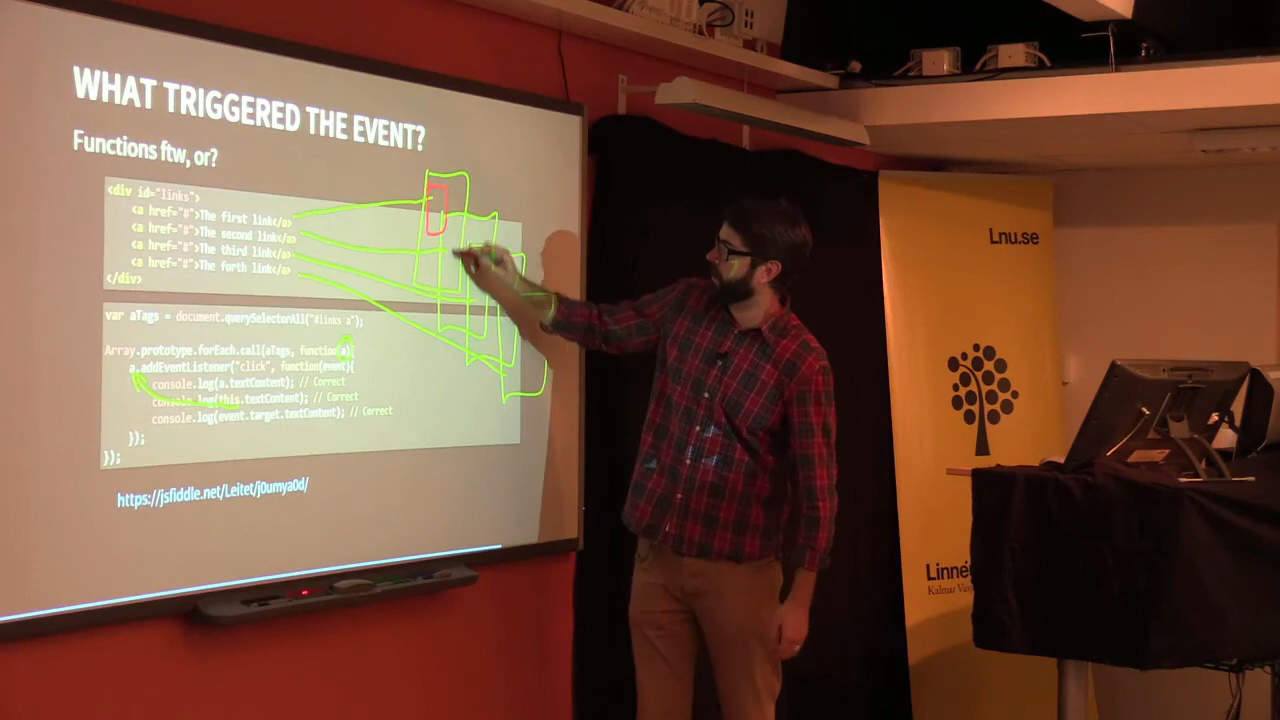 WHAT TRIGGERED THE EVENT?
Functions ftw, or?
<div id="links">
<a href="#">The first link</a>
<a href="#">The second link</a>
<a href="#">The third link</a>
<a href="#">The forth link</a>
</div>
var aTags = document.querySelectorAll("#links a");
Array.prototype.forEach.call(aTags, function(a){
a.addEventListener("click", function(event){
console.log(a.textContent); // Correct
console.log(this.textContent); // Correct
console.log(event.target.textContent); // Correct
});
});
https://jsfiddle.net/Leitet/j0umya0d/
Lnu.se
Linné
Kalmar Väx